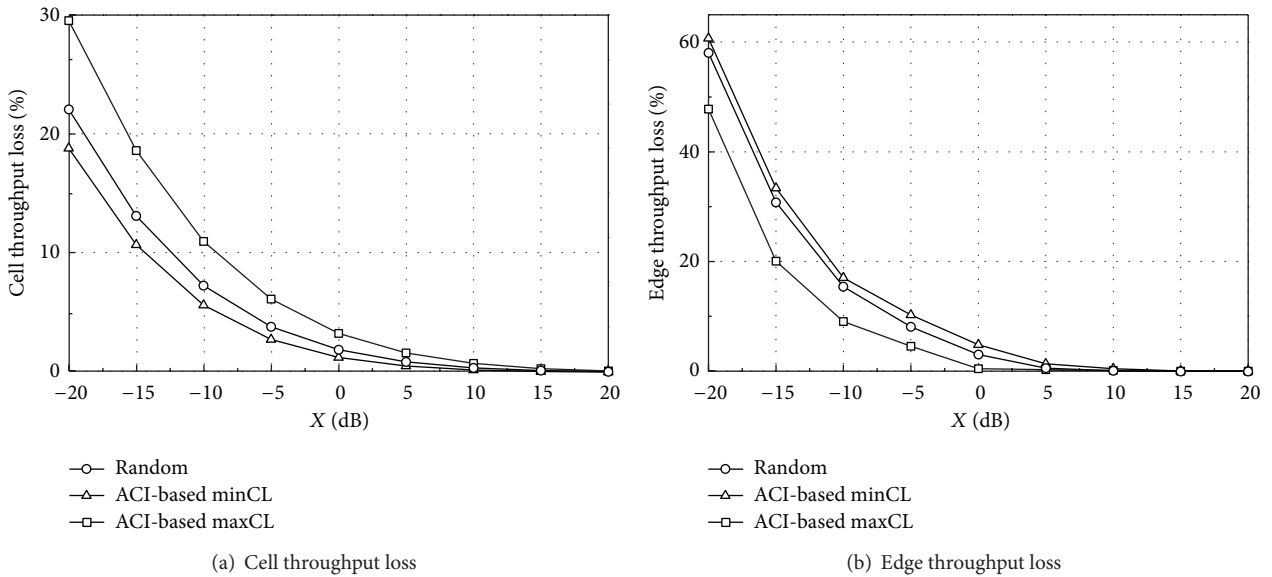 30
20
10
0
Cell throughput loss (%)
−20 −15 −10 −5 0 5 10 15 20
X (dB)
Random
ACI-based minCL
ACI-based maxCL
(a) Cell throughput loss
60
40
20
0
Edge throughput loss (%)
−20 −15 −10 −5 0 5 10 15 20
X (dB)
Random
ACI-based minCL
ACI-based maxCL
(b) Edge throughput loss